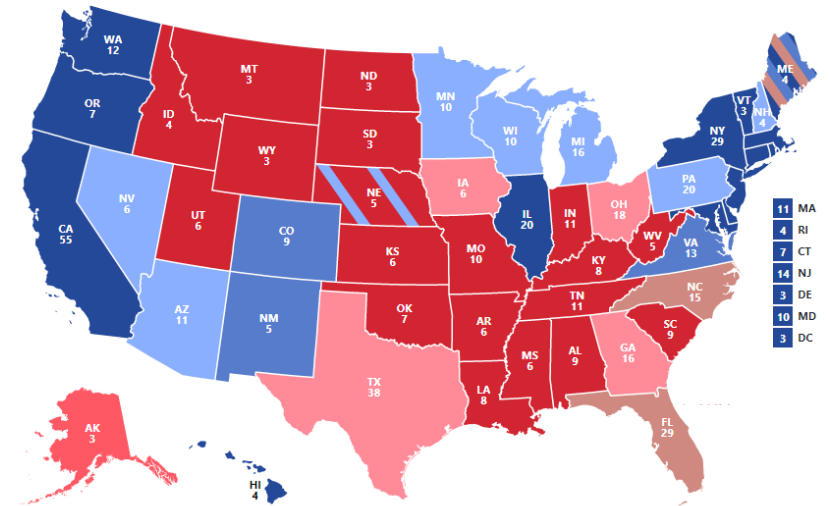 WA
12
OR
7
CA
55
NV
6
ID
4
MT
3
WY
3
UT
6
AZ
11
CO
9
NM
5
ND
3
SD
3
NE
5
KS
6
OK
7
TX
38
MN
10
IA
6
MO
10
AR
6
LA
8
WI
10
IL
20
MI
16
IN
11
OH
18
KY
8
TN
11
MS
6
AL
9
GA
16
FL
29
SC
9
NC
15
VA
13
WV
5
PA
20
NY
29
VT
3
NH
4
ME
4
AK
3
HI
4
11 MA
4 RI
7 CT
14 NJ
3 DE
10 MD
3 DC